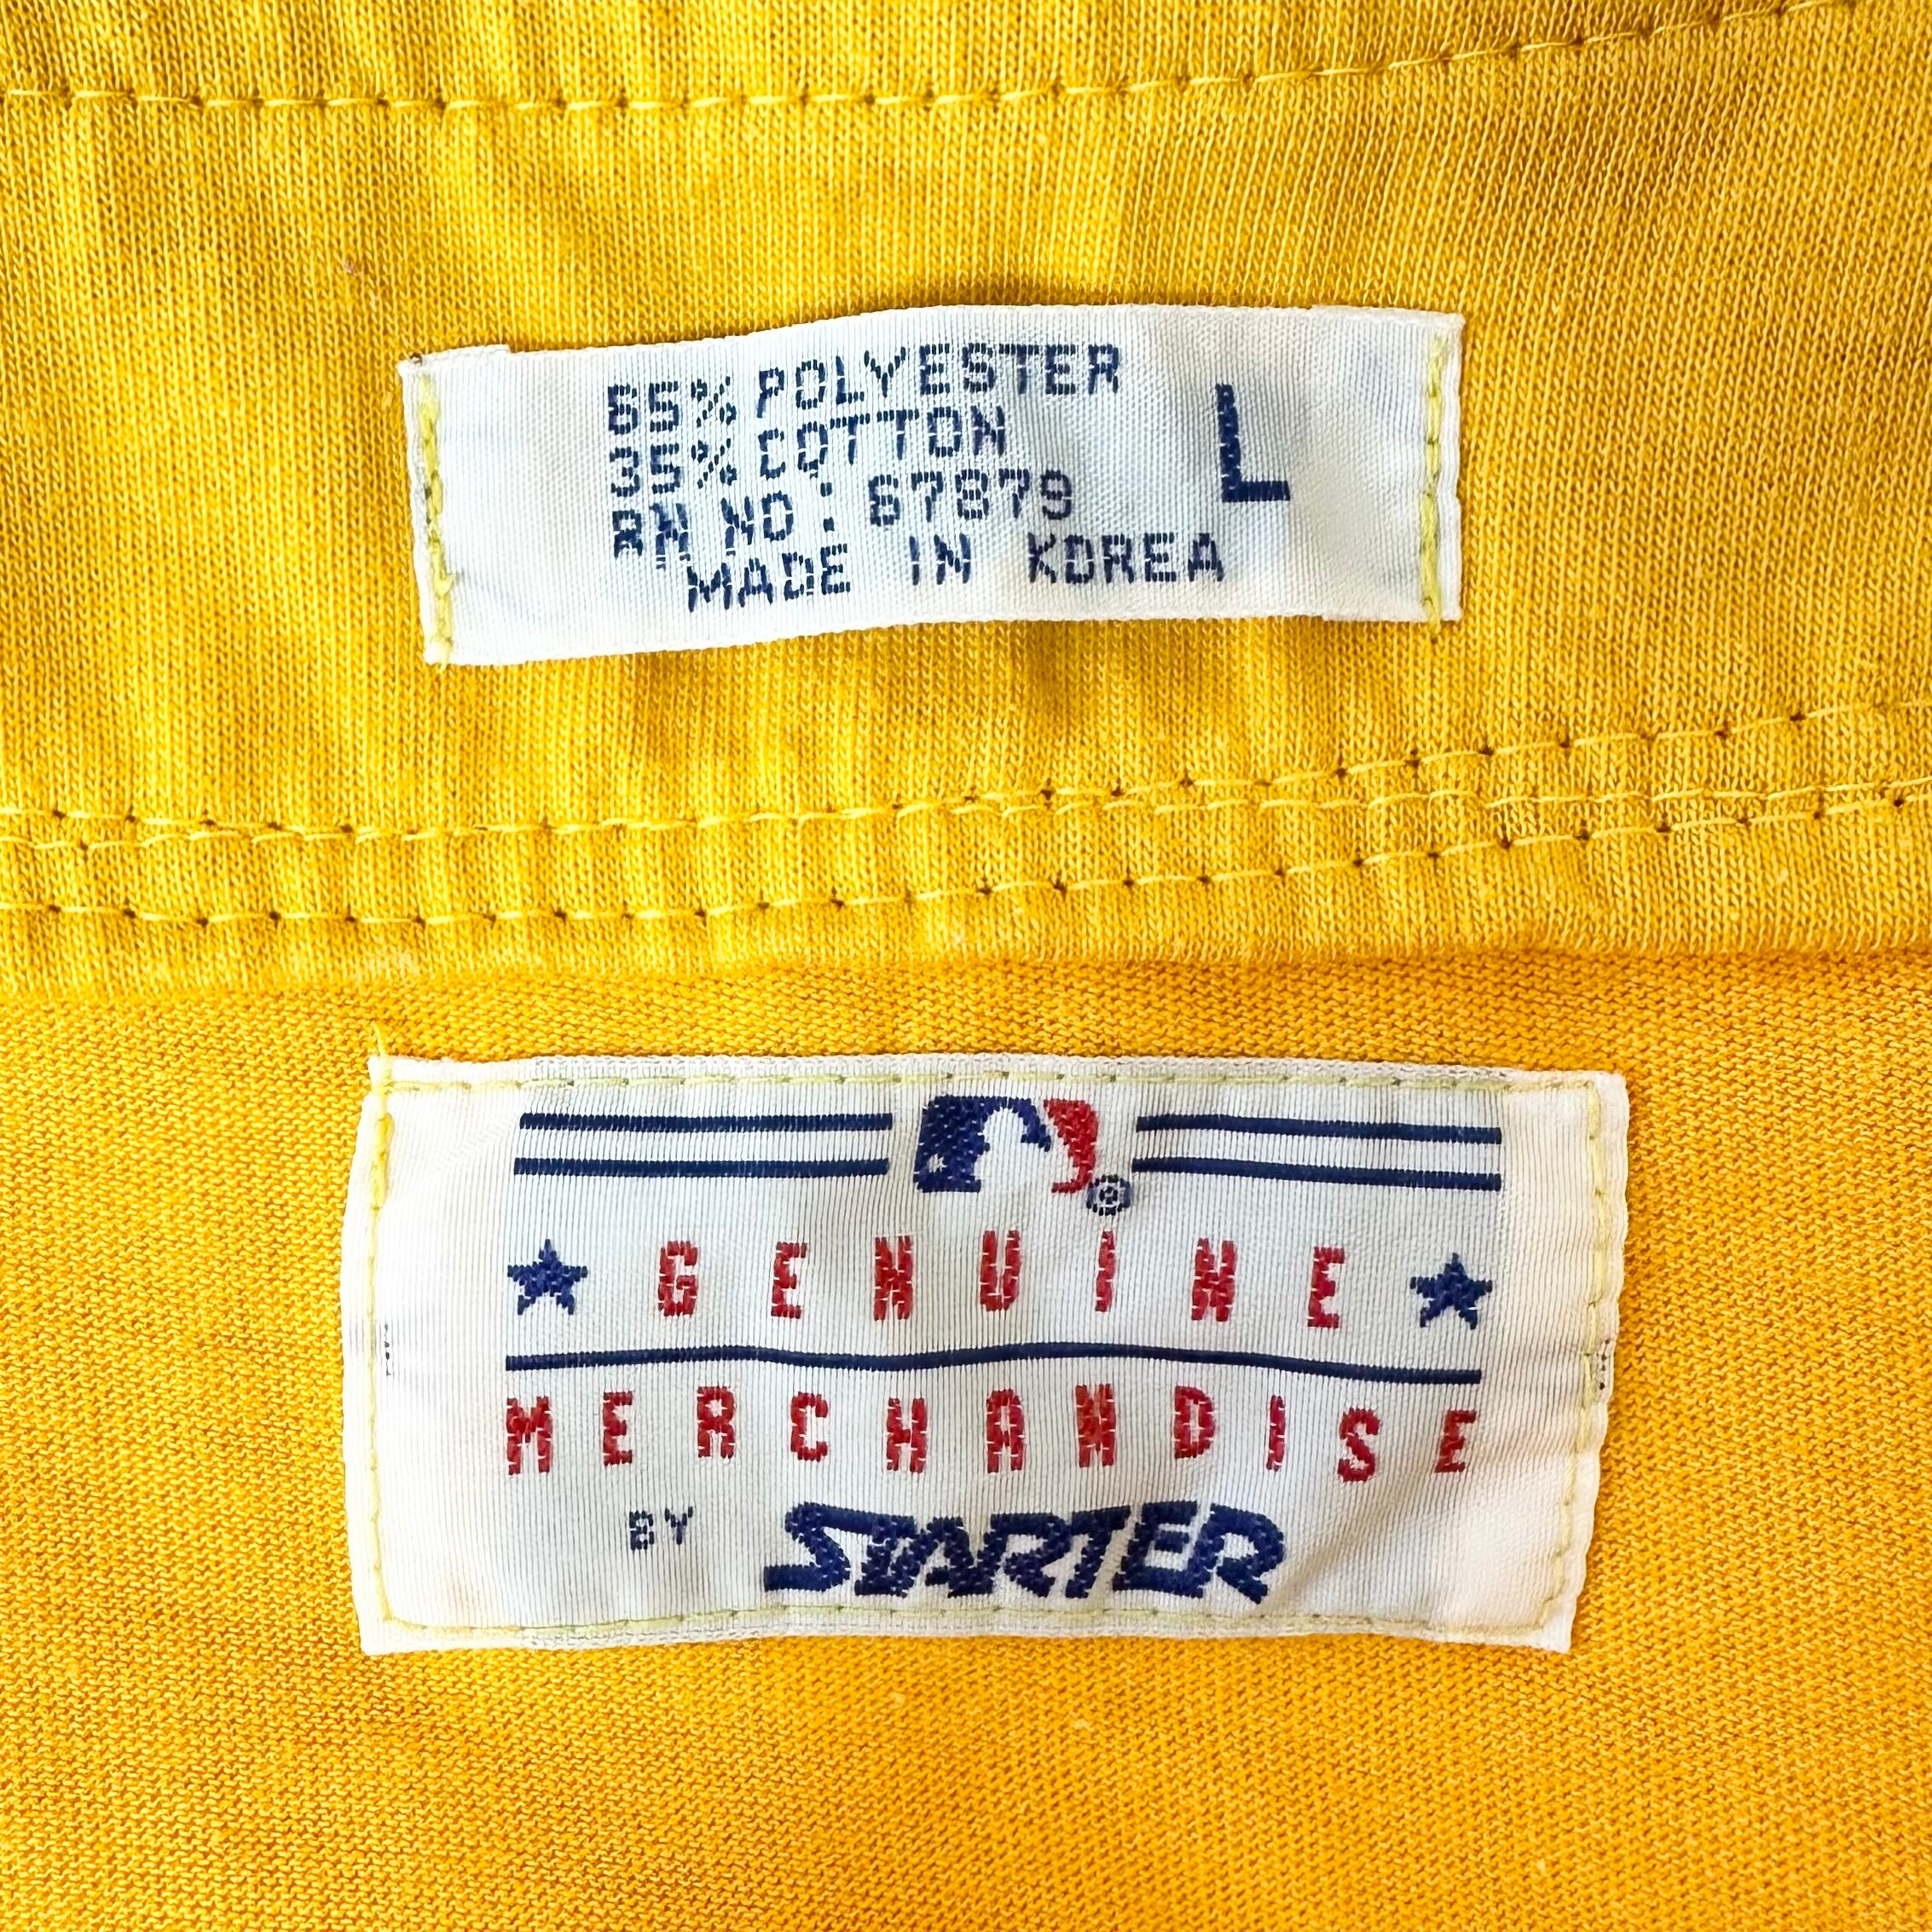 65% POLYESTER
35% COTTON
RN NO: 67879
MADE IN KOREA
L
®
GENUINE
MERCHANDISE
BY STARTER